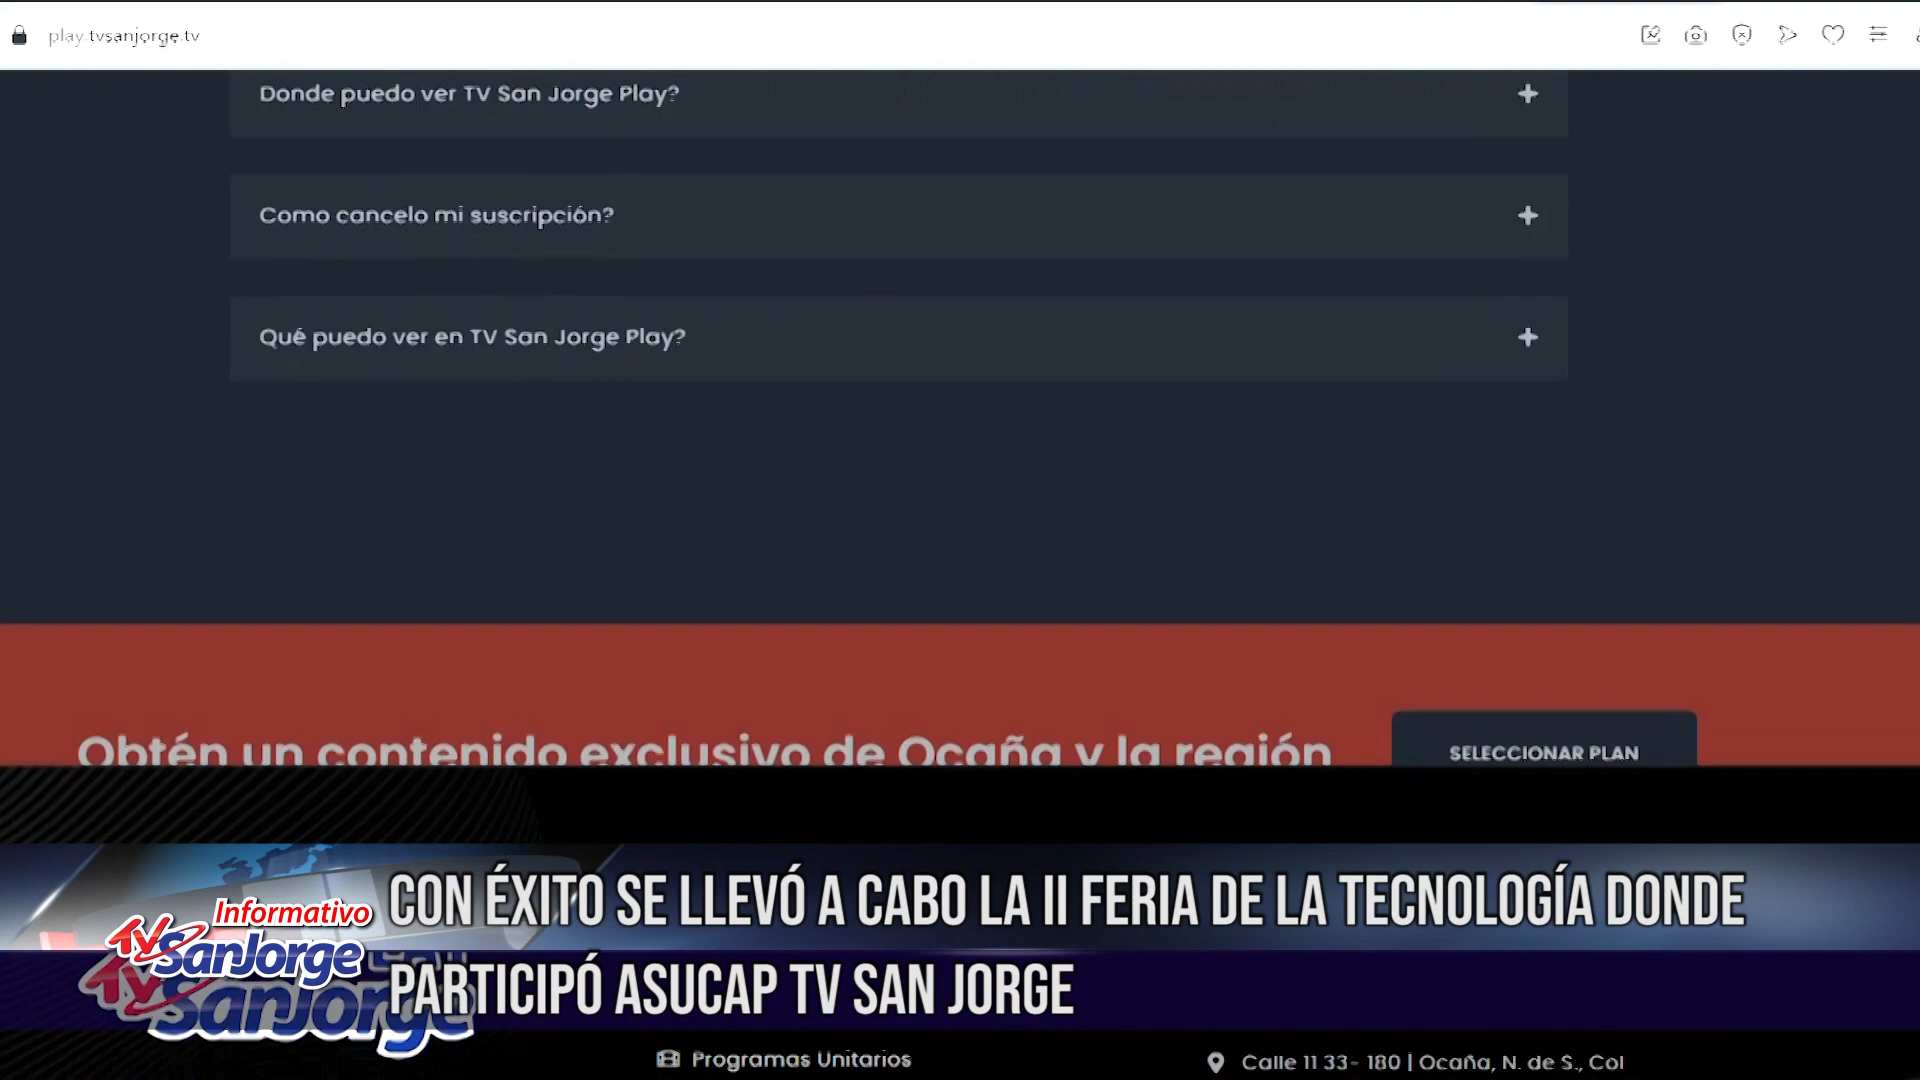 play.tvsanjorge.tv
Donde puedo ver TV San Jorge Play?
Como cancelo mi suscripción?
Qué puedo ver en TV San Jorge Play?
Obtén un contenido exclusivo de Ocaña y la región
SELECCIONAR PLAN
CON ÉXITO SE LLEVÓ A CABO LA II FERIA DE LA TECNOLOGÍA DONDE
PARTICIPÓ ASUCAP TV SAN JORGE
Informativo
TV SanJorge
TV SanJorge
Programas Unitarios
Calle 11 33- 180 | Ocaña, N. de S., Col